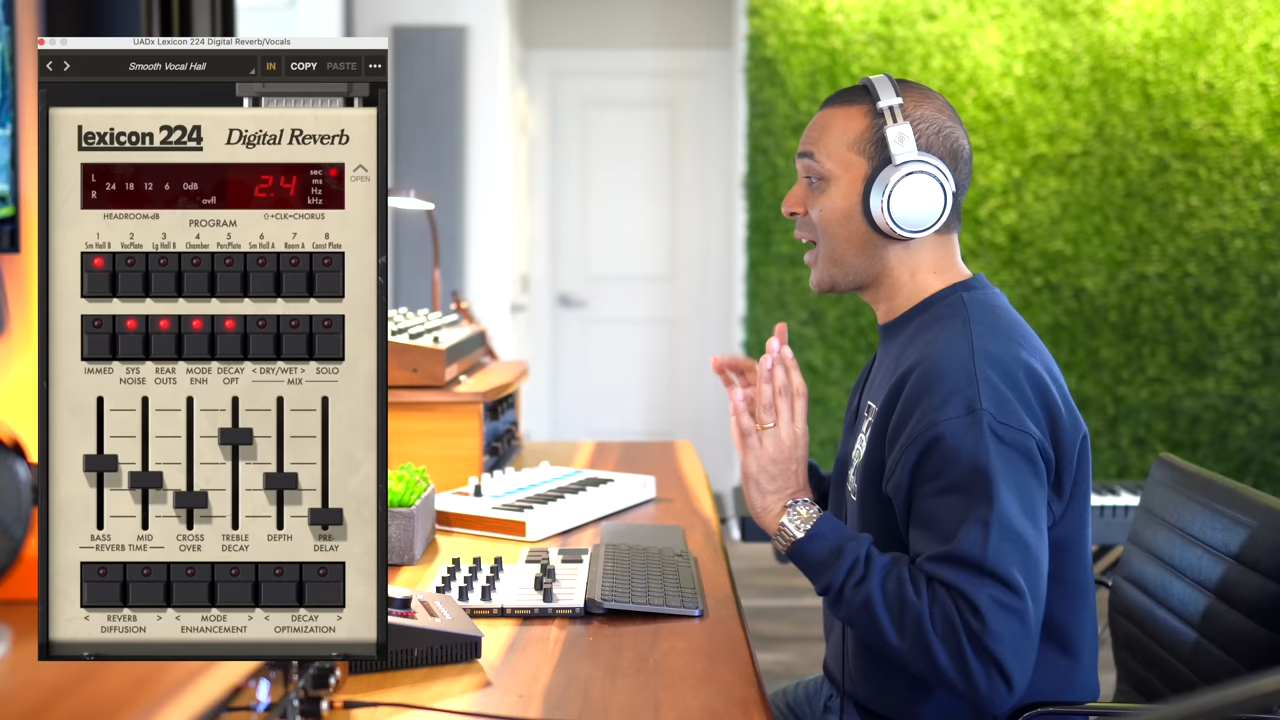 UADx Lexicon 224 Digital Reverb/Vocals
Smooth Vocal Hall IN COPY PASTE
lexicon 224 Digital Reverb
L
R
24 18 12 6 0dB
ovfl
2.4
sec
ms
Hz
kHz
OPEN
HEADROOM-dB
⇧+CLK=CHORUS
PROGRAM
1 2 3 4 5 6 7 8
Sm Hall B VocPlate Lg Hall B Chamber PercPlate Sm Hall A Room A Const Plate
IMMED
SYS NOISE
REAR OUTS
MODE ENH
DECAY OPT
< DRY/WET >
MIX
SOLO
BASS MID
REVERB TIME
CROSS OVER
TREBLE DECAY
DEPTH
PRE-DELAY
< REVERB DIFFUSION >
< MODE ENHANCEMENT >
< DECAY OPTIMIZATION >